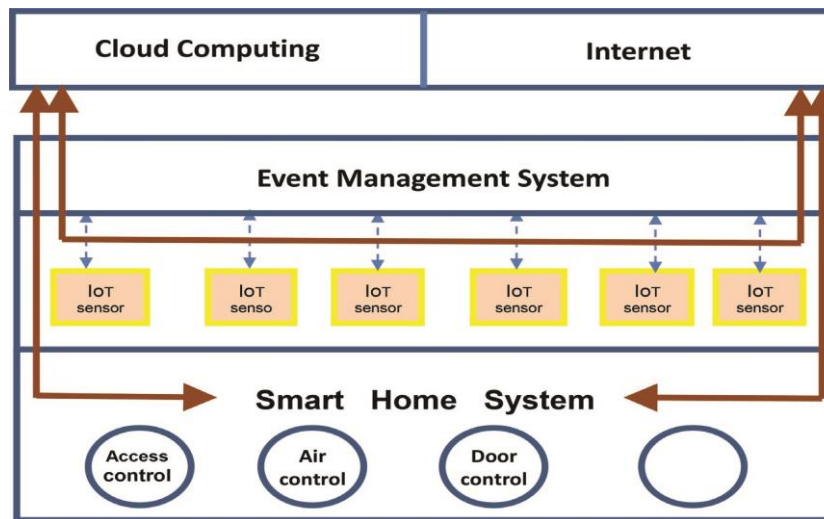 Cloud Computing
Internet
Event Management System
IoT
sensor
IoT
senso
IoT
sensor
IoT
sensor
IoT
sensor
IoT
sensor
Smart Home System
Access
control
Air
control
Door
control